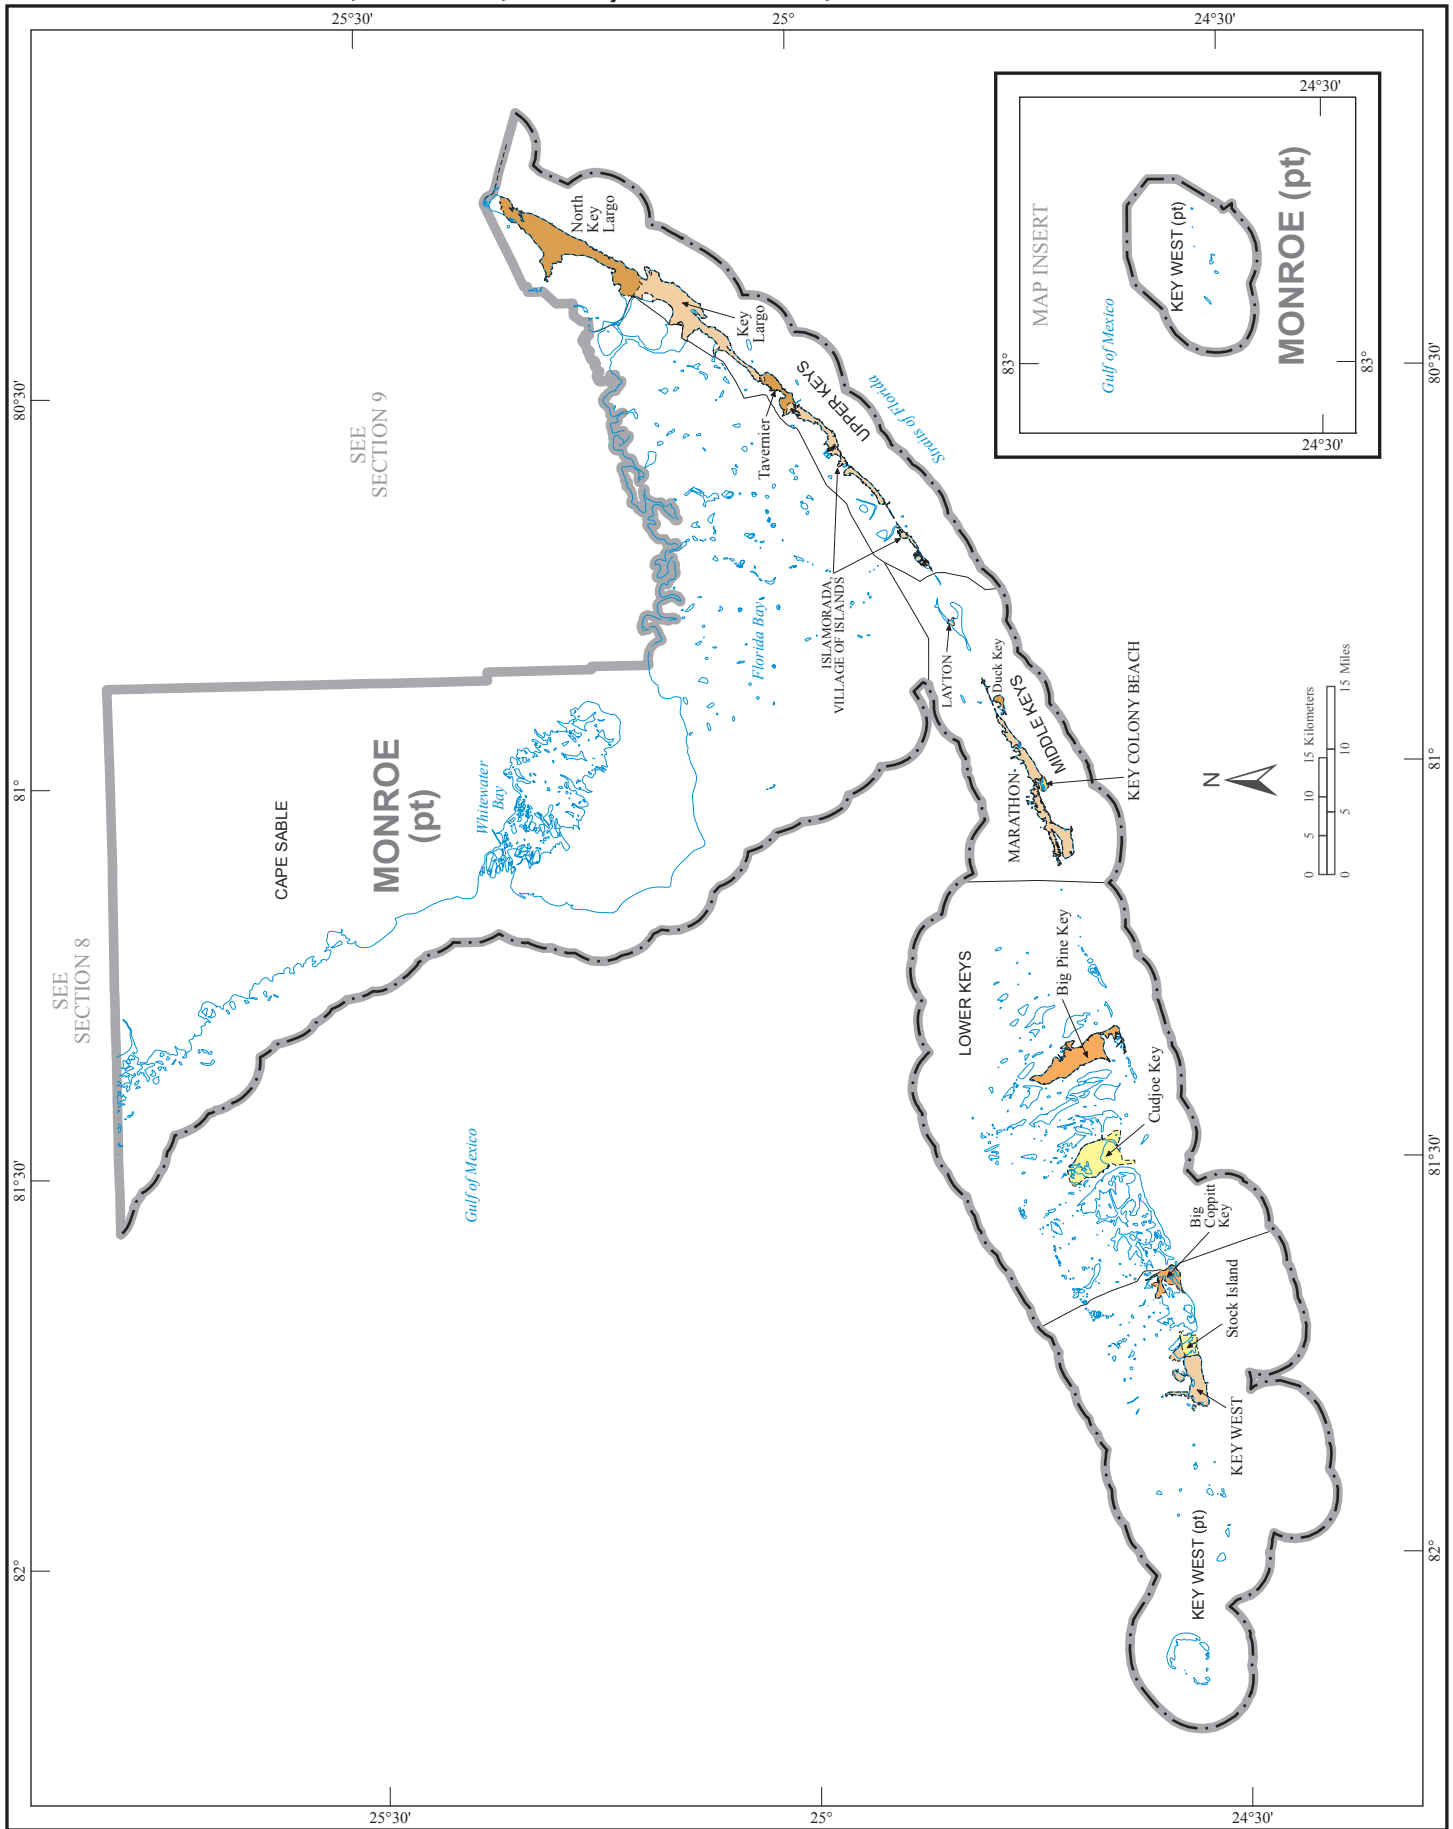 25°30'
25°
24°30'
80°30'
81°
81°30'
82°
80°30'
81°
81°30'
82°
25°30'
25°
24°30'
MAP INSERT
24°30'
83°
Gulf of Mexico
KEY WEST (pt)
MONROE (pt)
83°
24°30'
SEE
SECTION 9
SEE
SECTION 8
North
Key
Largo
Key
Largo
UPPER KEYS
Straits of Florida
Tavernier
ISLAMORADA,
VILLAGE OF ISLANDS
Florida Bay
LAYTON
Duck Key
MIDDLE KEYS
MARATHON
KEY COLONY BEACH
CAPE SABLE
MONROE
(pt)
Whitewater
Bay
Gulf of Mexico
LOWER KEYS
Big Pine Key
Cudjoe Key
Big
Coppitt
Key
Stock Island
KEY WEST
KEY WEST (pt)
N
0 5 10 15 Kilometers
0 5 10 15 Miles